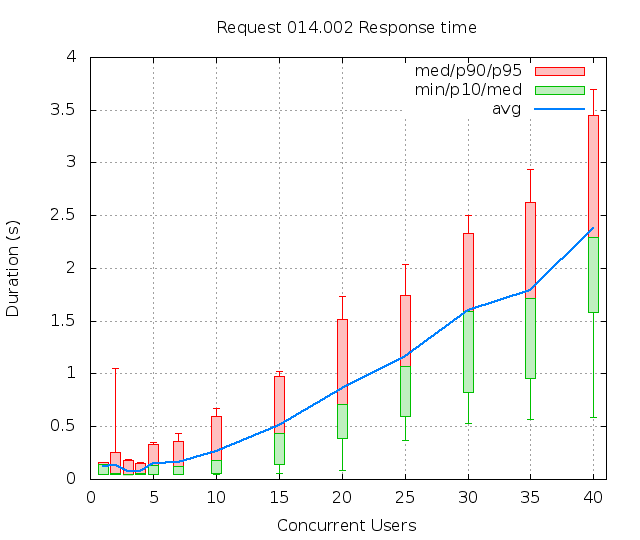 Request 014.002 Response time
med/p90/p95
min/p10/med
avg
4
3.5
3
2.5
2
1.5
1
0.5
0
0 5 10 15 20 25 30 35 40
Duration (s)
Concurrent Users